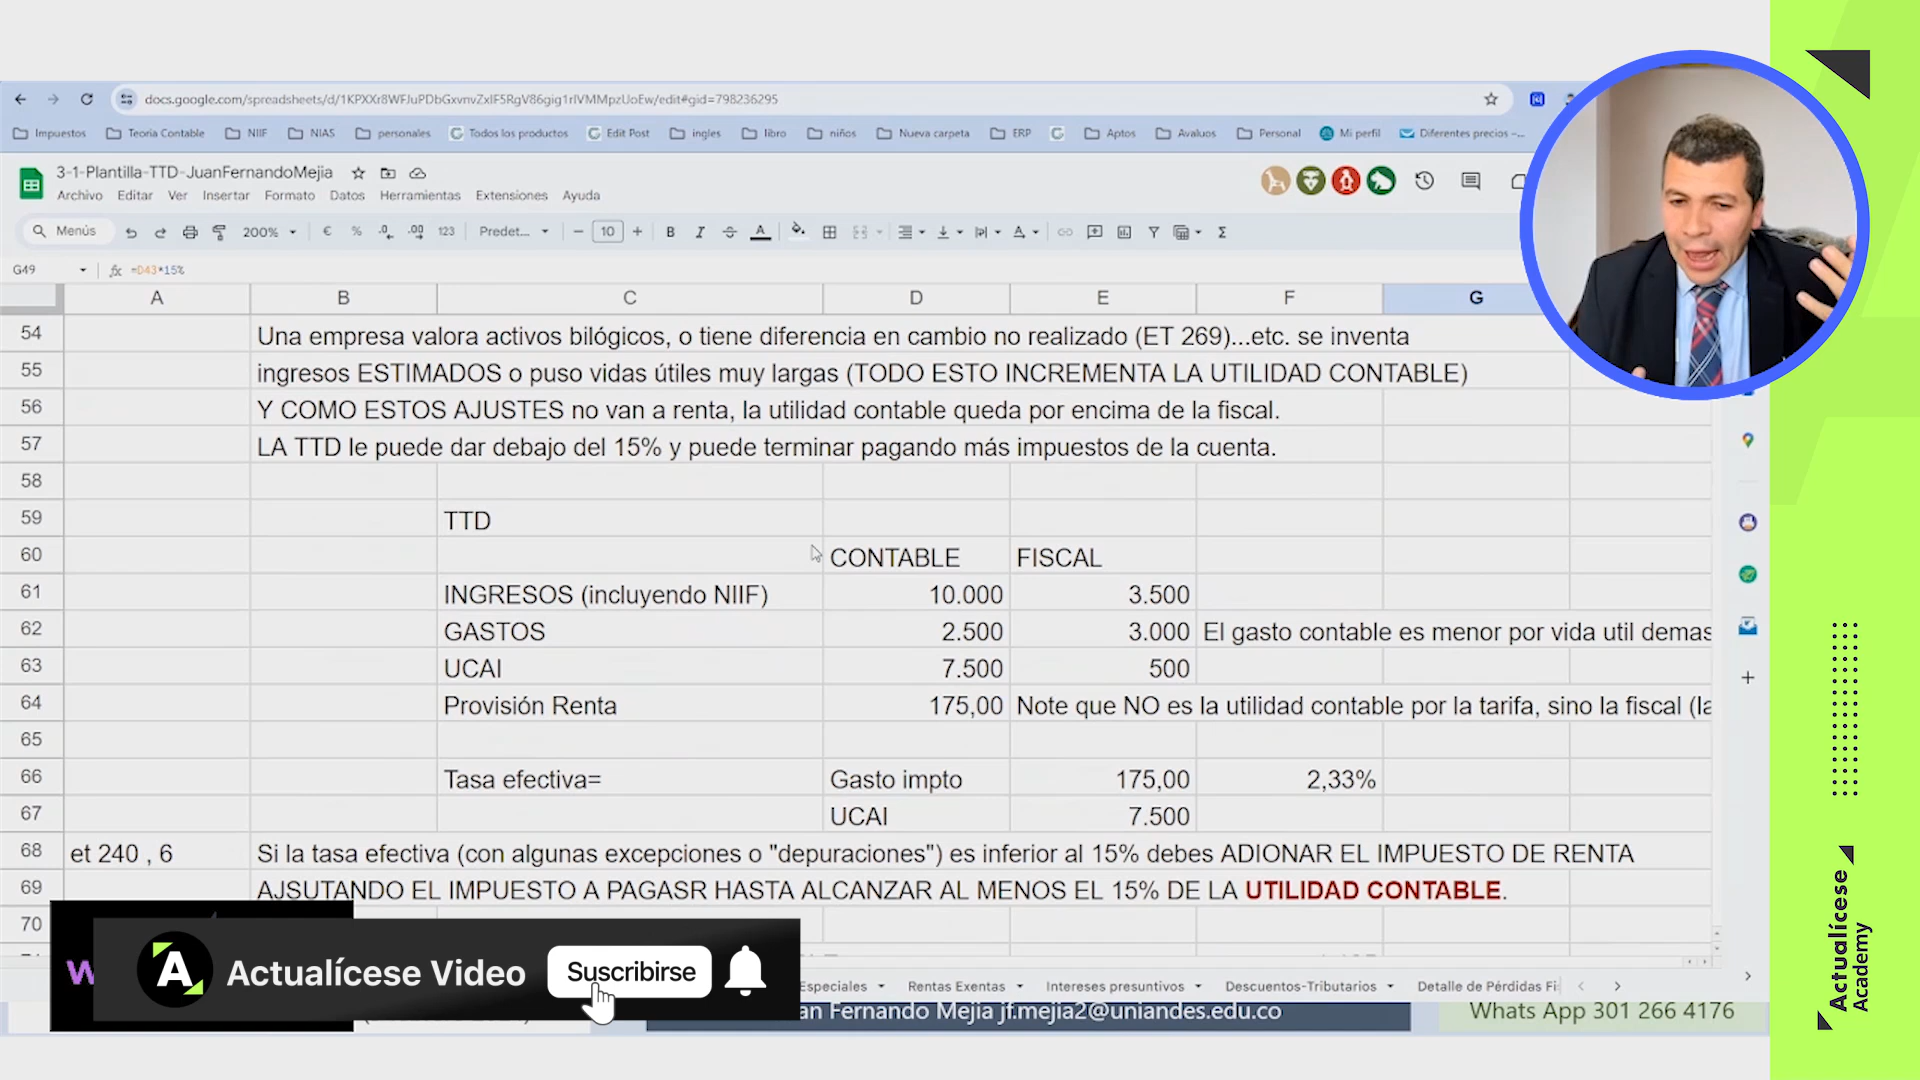 docs.google.com/spreadsheets/d/1KPXXr8WFJuPDbGxvnvZxIF5RgV86gig1rlVMMpzUoEw/edit#gid=798236295
Impuestos Teoria Contable NIIF NIAS personales Todos los productos Edit Post ingles libro niños Nueva carpeta ERP Aptos Avaluos Personal Mi perfil Diferentes precios –...
3-1-Plantilla-TTD-JuanFernandoMejia
Archivo Editar Ver Insertar Formato Datos Herramientas Extensiones Ayuda
Menús 200% € % .0 .00 123 Predet... − 10 + B I A Σ
G49 fx =D43*15%
A B C D E F G
54 Una empresa valora activos bilógicos, o tiene diferencia en cambo no realizado (ET 269)...etc. se inventa
55 ingresos ESTIMADOS o puso vidas útiles muy largas (TODO ESTO INCREMENTA LA UTILIDAD CONTABLE)
56 Y COMO ESTOS AJUSTES no van a renta, la utilidad contable queda por encima de la fiscal.
57 LA TTD le puede dar debajo del 15% y puede terminar pagando más impuestos de la cuenta.
58
59 TTD
60 CONTABLE FISCAL
61 INGRESOS (incluyendo NIIF) 10.000 3.500
62 GASTOS 2.500 3.000 El gasto contable es menor por vida util demas
63 UCAI 7.500 500
64 Provisión Renta 175,00 Note que NO es la utilidad contable por la tarifa, sino la fiscal (la
65
66 Tasa efectiva= Gasto impto 175,00 2,33%
67 UCAI 7.500
68 et 240 , 6 Si la tasa efectiva (con algunas excepciones o "depuraciones") es inferior al 15% debes ADIONAR EL IMPUESTO DE RENTA
69 AJSUTANDO EL IMPUESTO A PAGASR HASTA ALCANZAR AL MENOS EL 15% DE LA UTILIDAD CONTABLE.
70
Actualícese Video Suscribirse
Especiales Rentas Exentas Intereses presuntivos Descuentos-Tributarios Detalle de Pérdidas Fi
an Fernando Mejia jf.mejia2@uniandes.edu.co
Whats App 301 266 4176
Actualícese
Academy